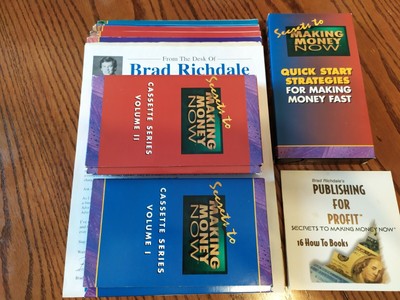 From The Desk Of
Brad Richdale
Secrets to
MAKING
MONEY
NOW
CASSETTE SERIES
VOLUME II
Secrets to
MAKING
MONEY
NOW
CASSETTE SERIES
VOLUME I
Secrets to
MAKING
MONEY NOW
QUICK START
STRATEGIES
FOR MAKING
MONEY FAST
Brad Richdale's
PUBLISHING
FOR
PROFIT™
SECRETS TO MAKING MONEY NOW
16 How To Books